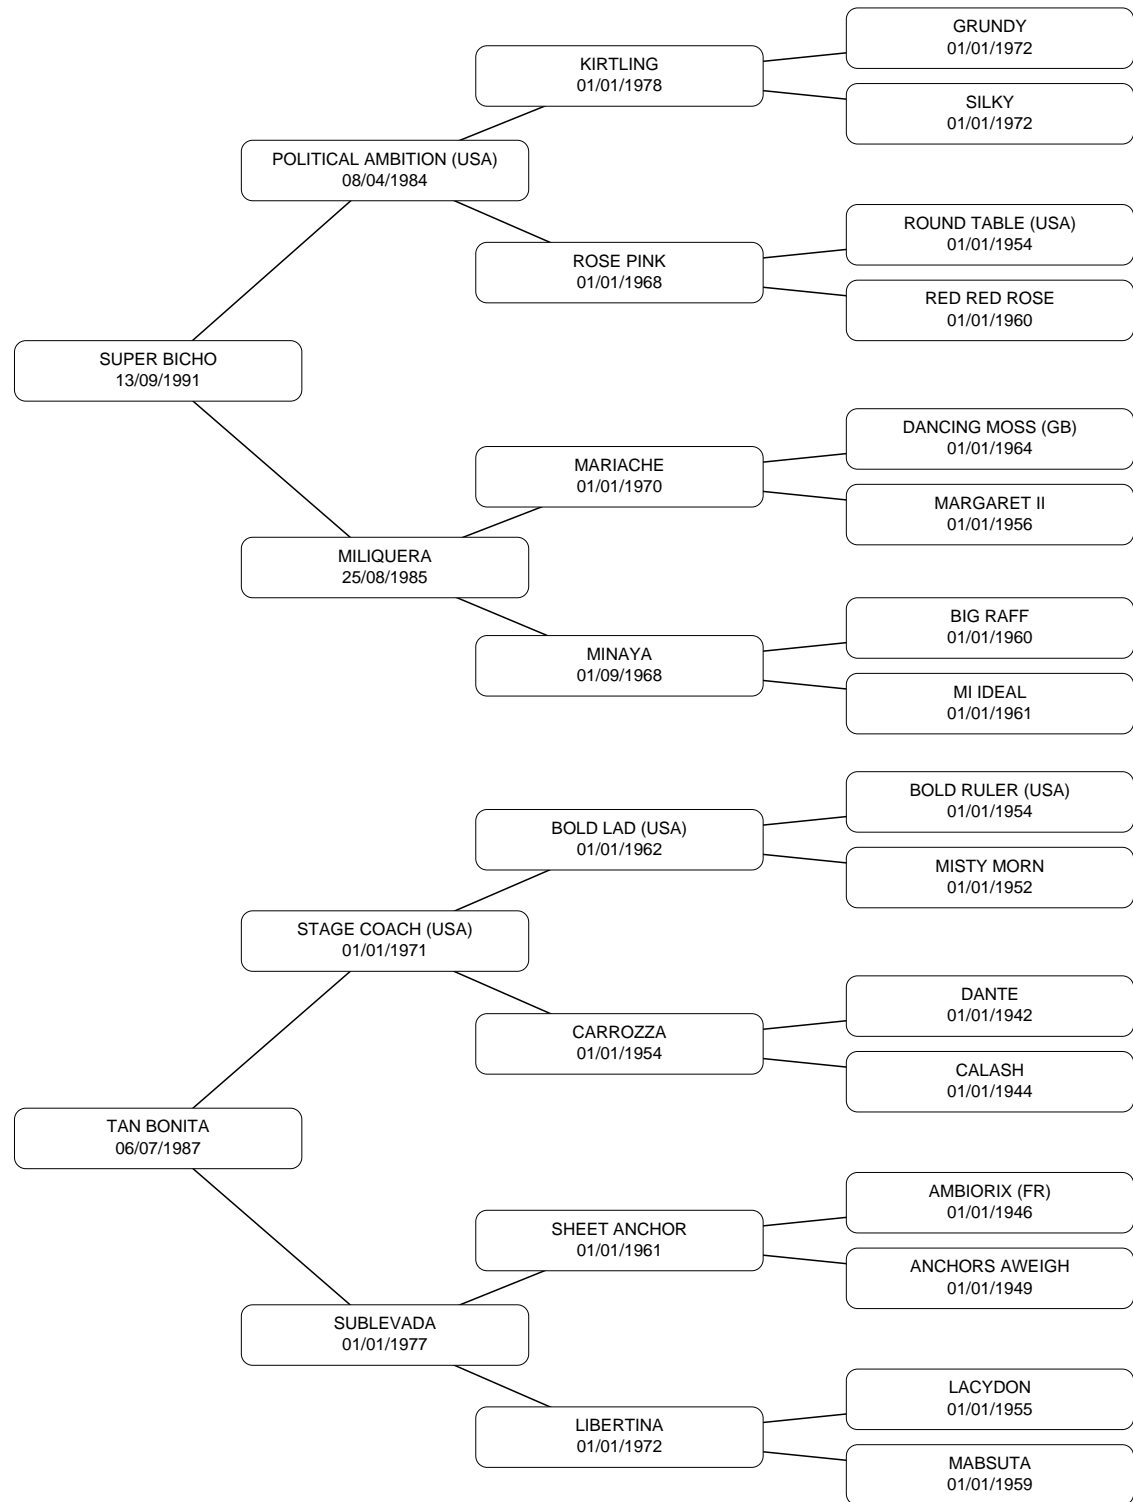 GRUNDY
01/01/1972
KIRTLING
01/01/1978
SILKY
01/01/1972
POLITICAL AMBITION (USA)
08/04/1984
ROUND TABLE (USA)
01/01/1954
ROSE PINK
01/01/1968
RED RED ROSE
01/01/1960
SUPER BICHO
13/09/1991
DANCING MOSS (GB)
01/01/1964
MARIACHE
01/01/1970
MARGARET II
01/01/1956
MILIQUERA
25/08/1985
BIG RAFF
01/01/1960
MINAYA
01/09/1968
MI IDEAL
01/01/1961
BOLD RULER (USA)
01/01/1954
BOLD LAD (USA)
01/01/1962
MISTY MORN
01/01/1952
STAGE COACH (USA)
01/01/1971
DANTE
01/01/1942
CARROZZA
01/01/1954
CALASH
01/01/1944
TAN BONITA
06/07/1987
AMBIORIX (FR)
01/01/1946
SHEET ANCHOR
01/01/1961
ANCHORS AWEIGH
01/01/1949
SUBLEVADA
01/01/1977
LACYDON
01/01/1955
LIBERTINA
01/01/1972
MABSUTA
01/01/1959